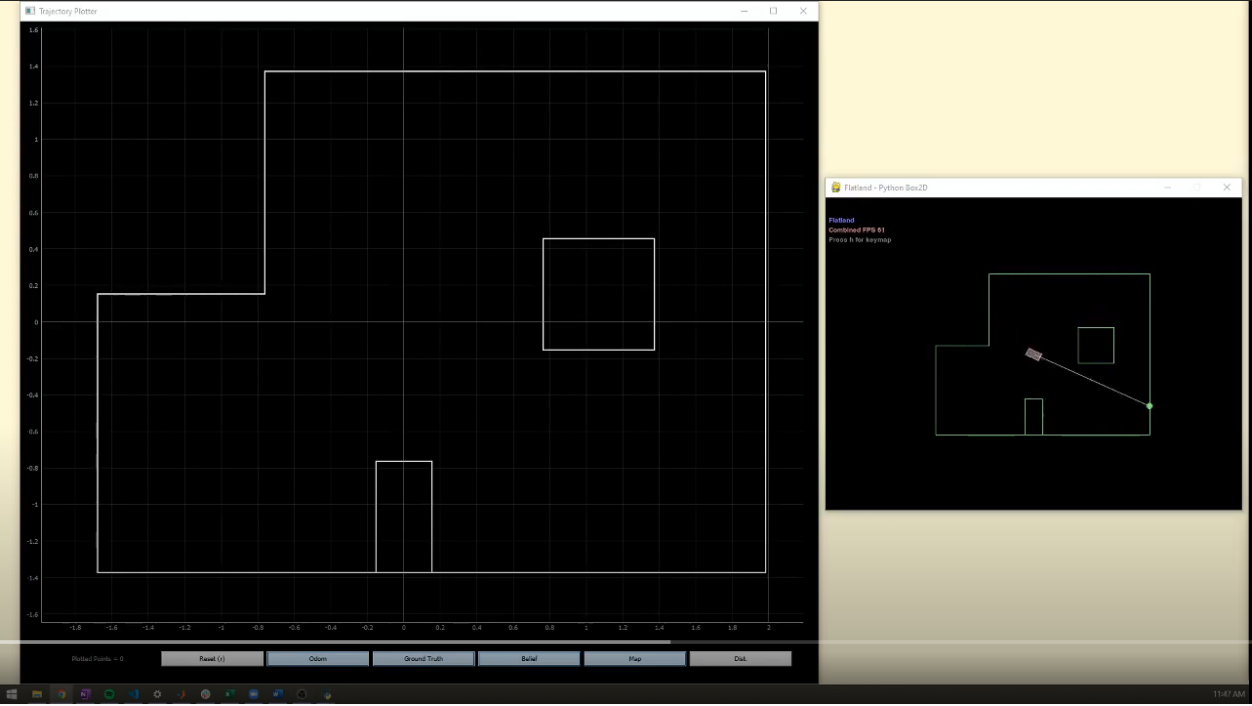 Trajectory Plotter
1.6
1.4
1.2
1
0.8
0.6
0.4
0.2
0
-0.2
-0.4
-0.6
-0.8
-1
-1.2
-1.4
-1.6
-1.8 -1.6 -1.4 -1.2 -1 -0.8 -0.6 -0.4 -0.2 0 0.2 0.4 0.6 0.8 1 1.2 1.4 1.6 1.8 2
Plotted Points = 0 Reset (r) Odom Ground Truth Belief Map Dist.
Flatland - Python Box2D
Flatland
Combined FPS 61
Press h for keymap
11:47 AM